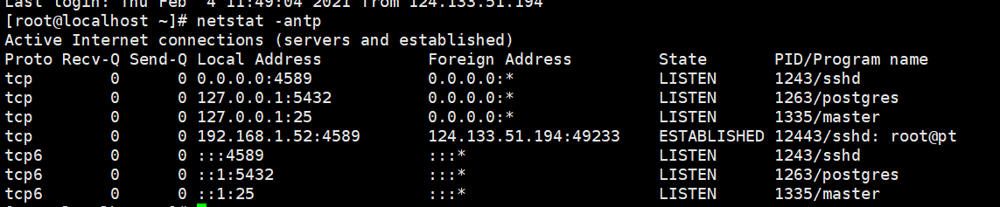 Last login: Thu Feb  4 11:49:04 2021 from 124.133.51.194
[root@localhost ~]# netstat -antp
Active Internet connections (servers and established)
Proto Recv-Q Send-Q Local Address           Foreign Address         State       PID/Program name
tcp        0      0 0.0.0.0:4589            0.0.0.0:*               LISTEN      1243/sshd
tcp        0      0 127.0.0.1:5432          0.0.0.0:*               LISTEN      1263/postgres
tcp        0      0 127.0.0.1:25            0.0.0.0:*               LISTEN      1335/master
tcp        0      0 192.168.1.52:4589       124.133.51.194:49233    ESTABLISHED 12443/sshd: root@pt
tcp6       0      0 :::4589                 :::*                    LISTEN      1243/sshd
tcp6       0      0 ::1:5432                :::*                    LISTEN      1263/postgres
tcp6       0      0 ::1:25                  :::*                    LISTEN      1335/master